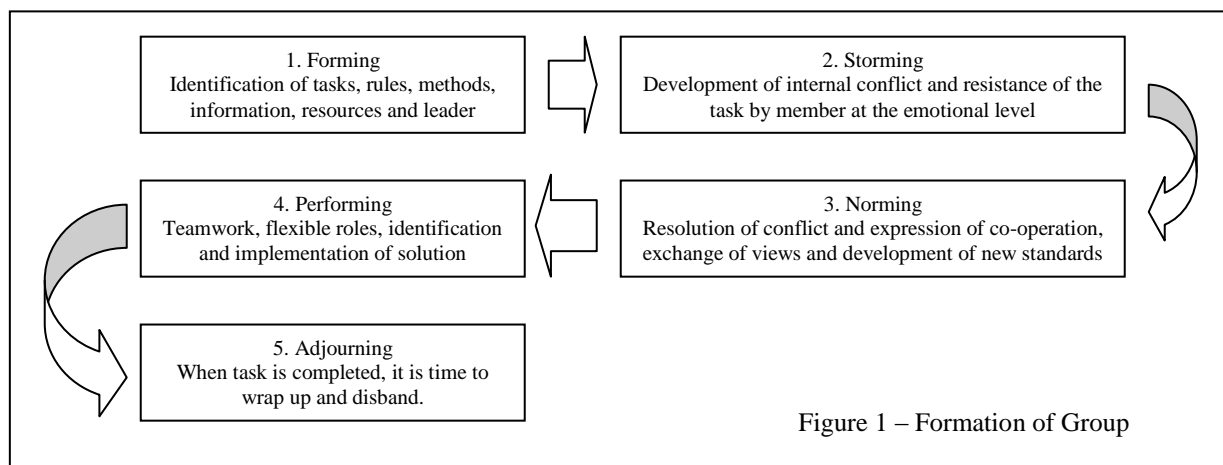 1. Forming
Identification of tasks, rules, methods,
information, resources and leader
2. Storming
Development of internal conflict and resistance of the
task by member at the emotional level
3. Norming
Resolution of conflict and expression of co-operation,
exchange of views and development of new standards
4. Performing
Teamwork, flexible roles, identification
and implementation of solution
5. Adjourning
When task is completed, it is time to
wrap up and disband.
Figure 1 – Formation of Group